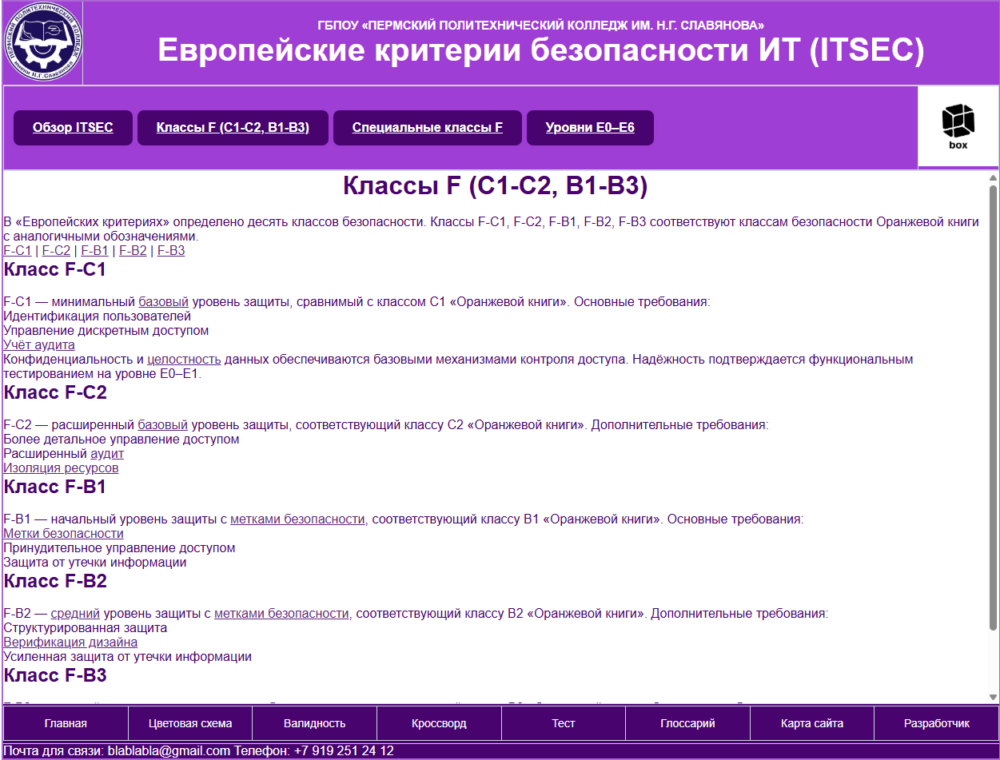 ПЕРМСКИЙ ПОЛИТЕХНИЧЕСКИЙ КОЛЛЕДЖ
имени Н.Г.Славянова
ГБПОУ «ПЕРМСКИЙ ПОЛИТЕХНИЧЕСКИЙ КОЛЛЕДЖ ИМ. Н.Г. СЛАВЯНОВА»
Европейские критерии безопасности ИТ (ITSEC)
Обзор ITSEC
Классы F (C1-C2, B1-B3)
Специальные классы F
Уровни E0–E6
box
Классы F (C1-C2, B1-B3)
В «Европейских критериях» определено десять классов безопасности. Классы F-C1, F-C2, F-B1, F-B2, F-B3 соответствуют классам безопасности Оранжевой книги
с аналогичными обозначениями.
F-C1 | F-C2 | F-B1 | F-B2 | F-B3
Класс F-C1
F-C1 — минимальный базовый уровень защиты, сравнимый с классом C1 «Оранжевой книги». Основные требования:
Идентификация пользователей
Управление дискретным доступом
Учёт аудита
Конфиденциальность и целостность данных обеспечиваются базовыми механизмами контроля доступа. Надёжность подтверждается функциональным
тестированием на уровне E0–E1.
Класс F-C2
F-C2 — расширенный базовый уровень защиты, соответствующий классу C2 «Оранжевой книги». Дополнительные требования:
Более детальное управление доступом
Расширенный аудит
Изоляция ресурсов
Класс F-B1
F-B1 — начальный уровень защиты с метками безопасности, соответствующий классу B1 «Оранжевой книги». Основные требования:
Метки безопасности
Принудительное управление доступом
Защита от утечки информации
Класс F-B2
F-B2 — средний уровень защиты с метками безопасности, соответствующий классу B2 «Оранжевой книги». Дополнительные требования:
Структурированная защита
Верификация дизайна
Усиленная защита от утечки информации
Класс F-B3
Главная
Цветовая схема
Валидность
Кроссворд
Тест
Глоссарий
Карта сайта
Разработчик
Почта для связи: blablabla@gmail.com Телефон: +7 919 251 24 12